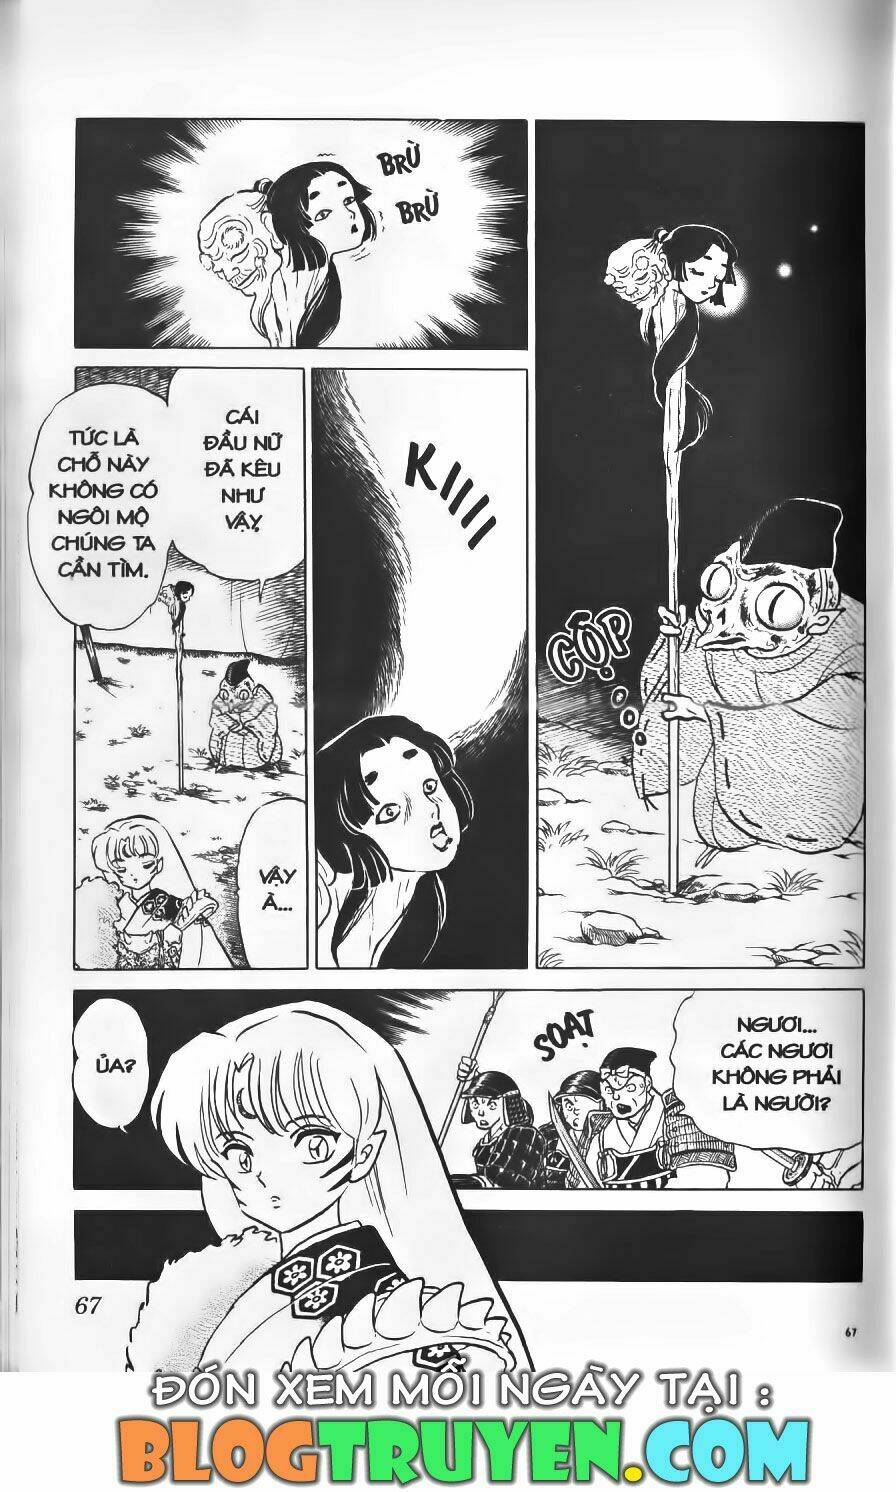 CỘP
BRÙ
BRÙ
KIIII
CÁI
ĐẦU NỮ
ĐÃ KÊU
NHƯ
VẬY,
TỨC LÀ
CHỖ NÀY
KHÔNG CÓ
NGÔI MỘ
CHÚNG TA
CẦN TÌM.
VẬY
À...
NGƯƠI...
CÁC NGƯƠI
KHÔNG PHẢI
LÀ NGƯỜI?
SOẠT
ỦA?
67
67
ĐÓN XEM MỖI NGÀY TẠI :
BLOGTRUYEN.COM